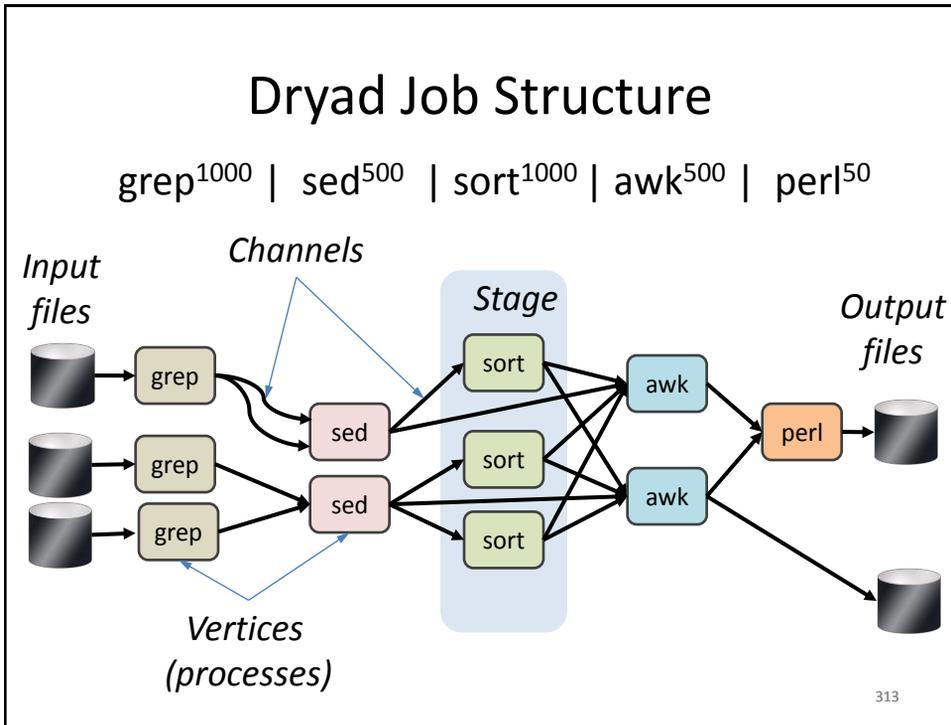 Dryad Job Structure
grep1000 | sed500 | sort1000 | awk500 | perl50
Channels
Input
files
Stage
Output
files
grep
sort
awk
sed
perl
grep
sort
sed
awk
grep
sort
Vertices
(processes)
313